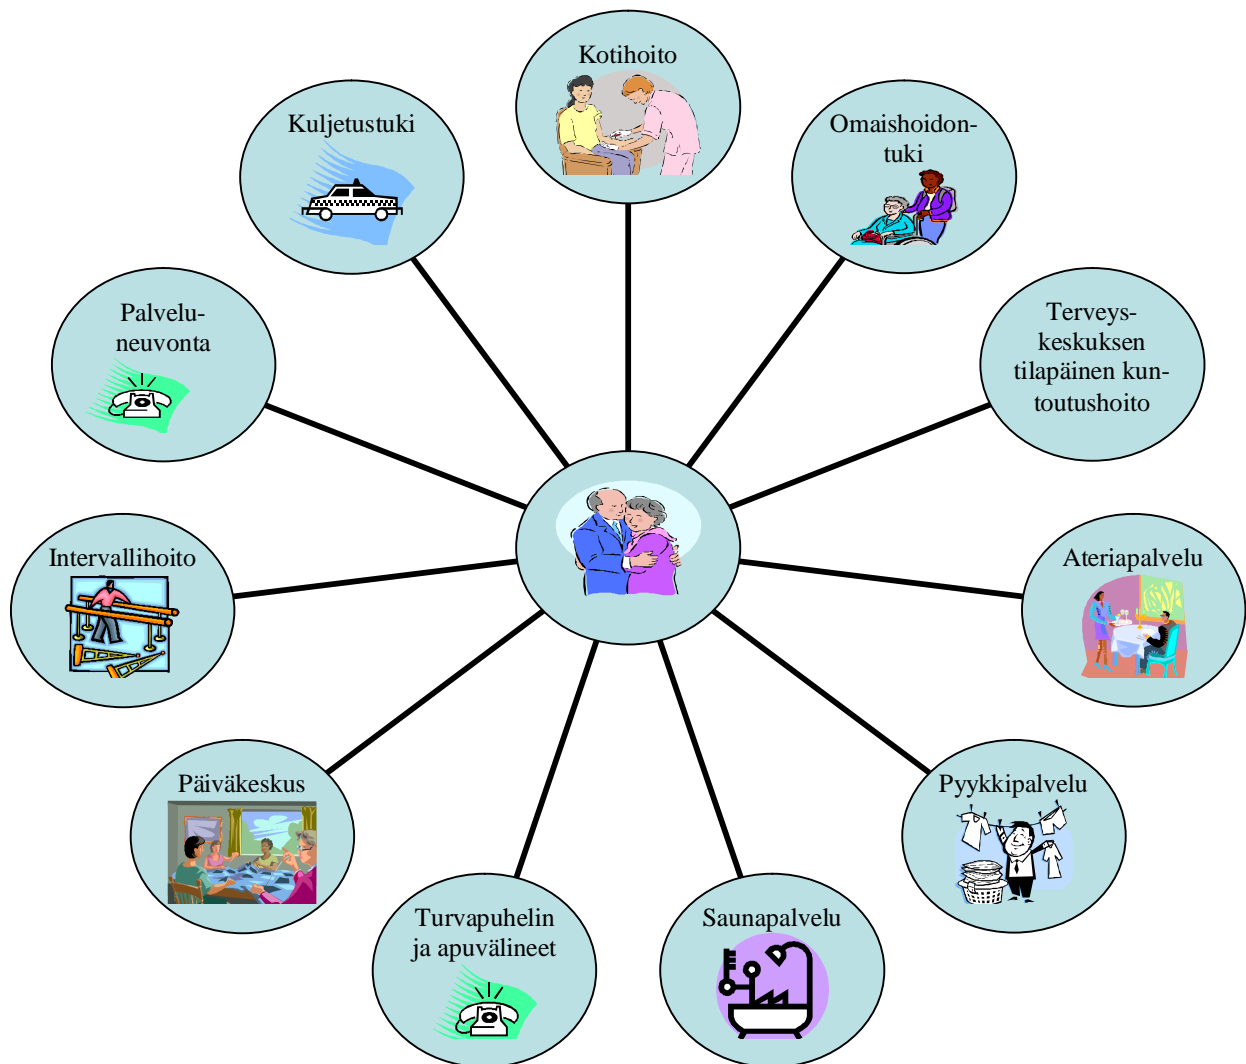 Kotihoito
Omaishoidon-
tuki
Terveys-
keskuksen
tilapäinen kun-
toutushoito
Ateriapalvelu
Pyykkipalvelu
Saunapalvelu
Turvapuhelin
ja apuvälineet
Päiväkeskus
Intervallihoito
Palvelu-
neuvonta
Kuljetustuki